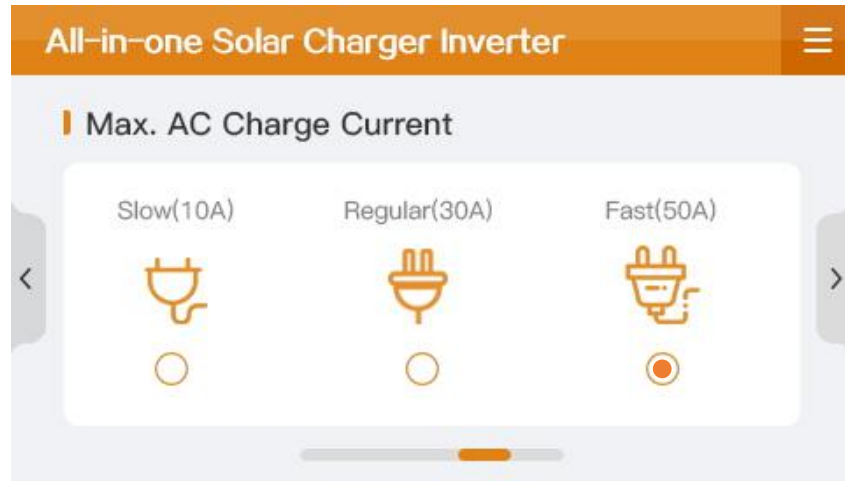 All-in-one Solar Charger Inverter
Max. AC Charge Current
Slow(10A) Regular(30A) Fast(50A)